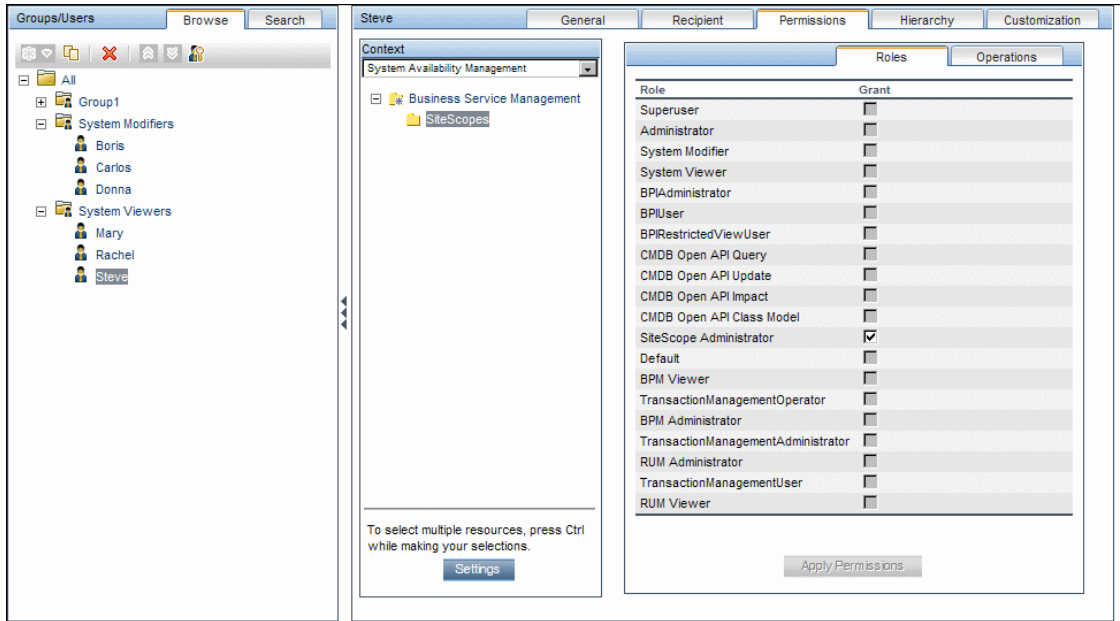 Groups/Users
Browse
Search
All
Group1
System Modifiers
Boris
Carlos
Donna
System Viewers
Mary
Rachel
Steve
Steve
General
Recipient
Permissions
Hierarchy
Customization
Context
System Availability Management
Business Service Management
SiteScopes
To select multiple resources, press Ctrl
while making your selections.
Settings
Roles
Operations
Role Grant
Superuser
Administrator
System Modifier
System Viewer
BPIAdministrator
BPIUser
BPIRestrictedViewUser
CMDB Open API Query
CMDB Open API Update
CMDB Open API Impact
CMDB Open API Class Model
SiteScope Administrator
Default
BPM Viewer
TransactionManagementOperator
BPM Administrator
TransactionManagementAdministrator
RUM Administrator
TransactionManagementUser
RUM Viewer
Apply Permissions